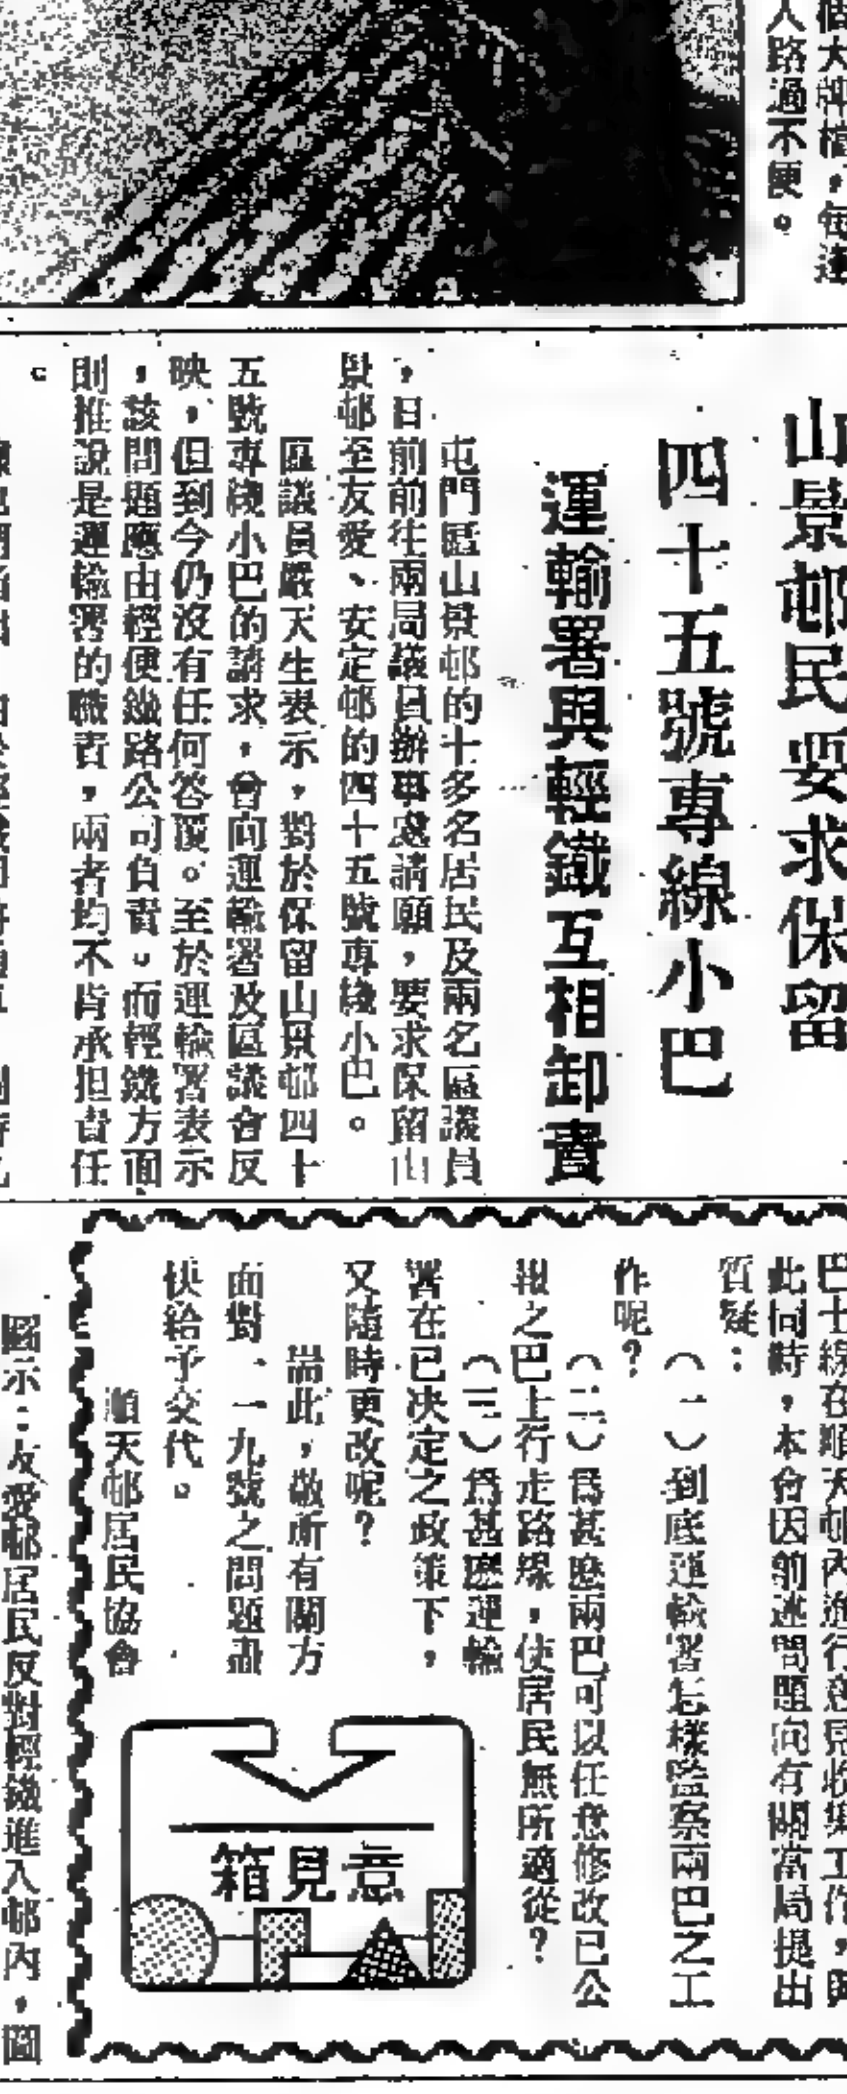 人路過不便。
山景邨民要求保留
四十五號專線小巴
運輸署與輕鐵互相卸責
屯門區山景邨的十多名居民及兩名區議員
，日前前往兩局議員辦事處請願，要求保留山
景邨至友愛、安定邨的四十五號專綫小巴。
區議員嚴天生表示，對於保留山景邨四十
五號專綫小巴的請求，曾向運輸署及區議會反
映，但到今仍沒有任何答覆。至於運輸署表示
，該問題應由輕便鐵路公司負責。而輕鐵方面
則推說是運輸署的職責，兩者均不肯承担責任
。
巴士線在順天邨內進行意見收集工作，與
此同時，本會因前述問題向有關當局提出
質疑：
（一）到底運輸署怎樣監察兩巴之工
作呢？
（二）爲甚麽兩巴可以任意修改已公
報之巴士行走路線，使居民無所適從？
（三）爲甚麽運輸
署在已決定之政策下，
又隨時更改呢？
耑此，敬所有關方
面對、一九號之問題盡
快給予交代。
順天邨居民協會
意見箱
圖示：友愛邨居民反對輕鐵進入邨內，圖